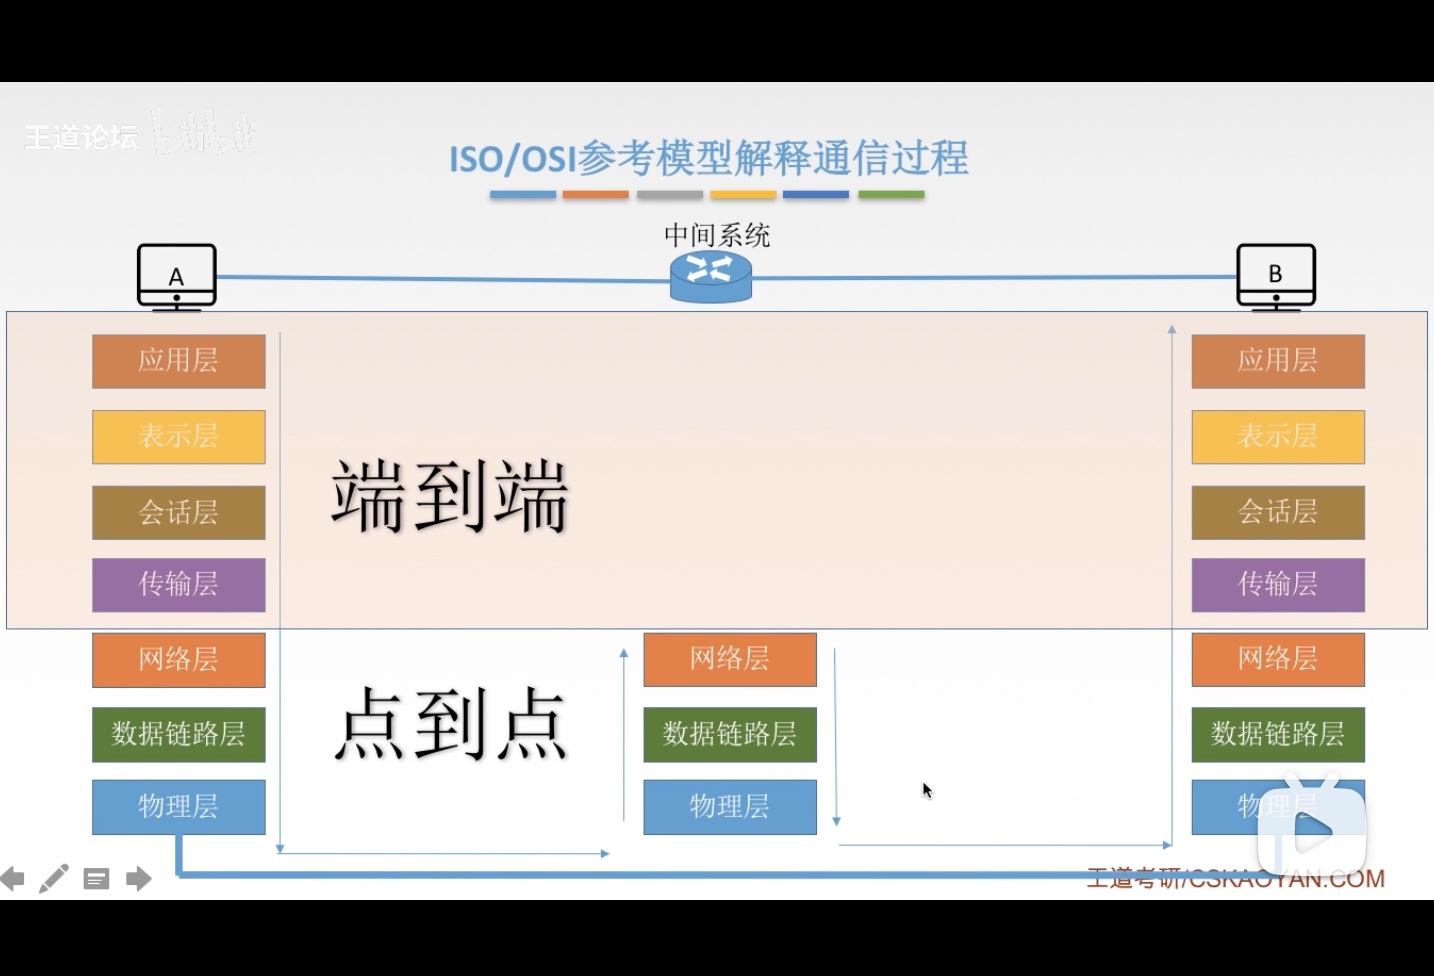 王道论坛 bilibili
ISO/OSI参考模型解释通信过程
中间系统
A
B
应用层
应用层
表示层
表示层
端到端
会话层
会话层
传输层
传输层
网络层
网络层
网络层
点到点
数据链路层
数据链路层
数据链路层
物理层
物理层
物理层
王道考研/CSKAOYAN.COM